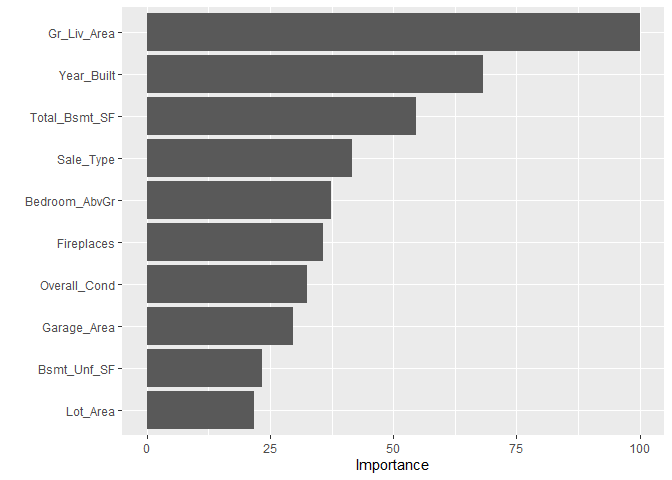 Gr_Liv_Area
Year_Built
Total_Bsmt_SF
Sale_Type
Bedroom_AbvGr
Fireplaces
Overall_Cond
Garage_Area
Bsmt_Unf_SF
Lot_Area
0 25 50 75 100
Importance